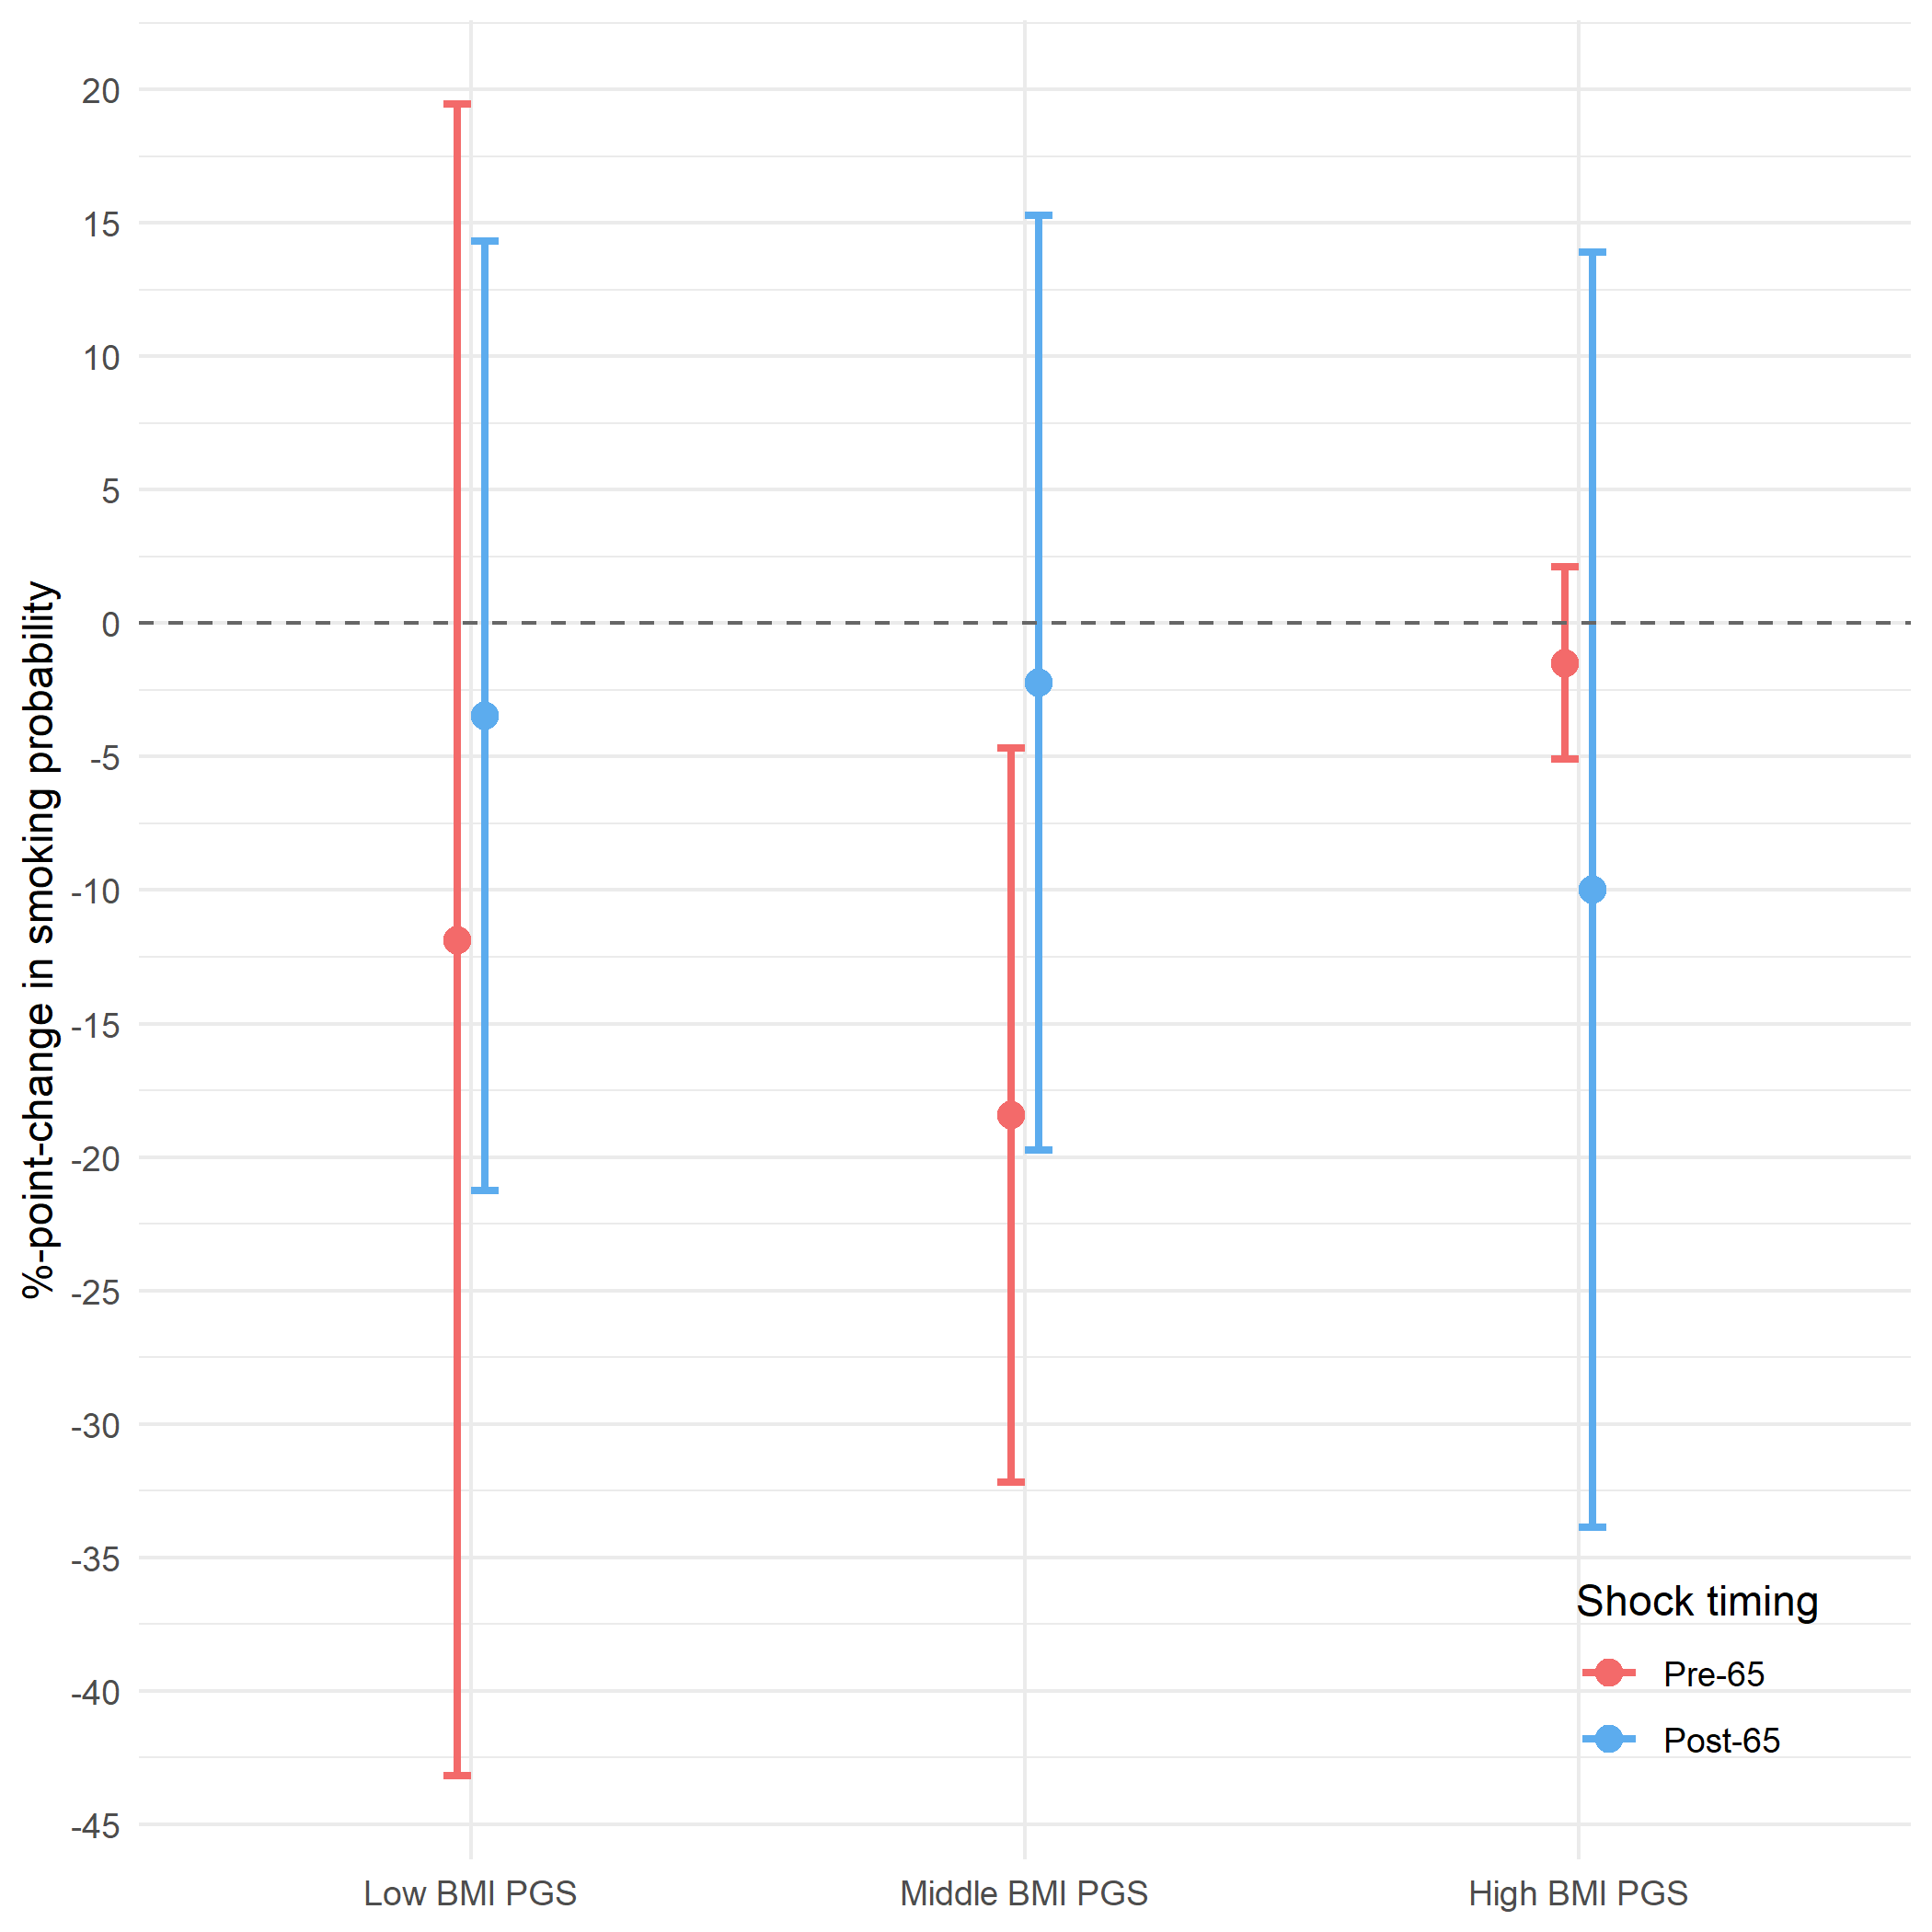 %-point-change in smoking probability
20
15
10
5
0
-5
-10
-15
-20
-25
-30
-35
-40
-45
Low BMI PGS
Middle BMI PGS
High BMI PGS
Shock timing
Pre-65
Post-65